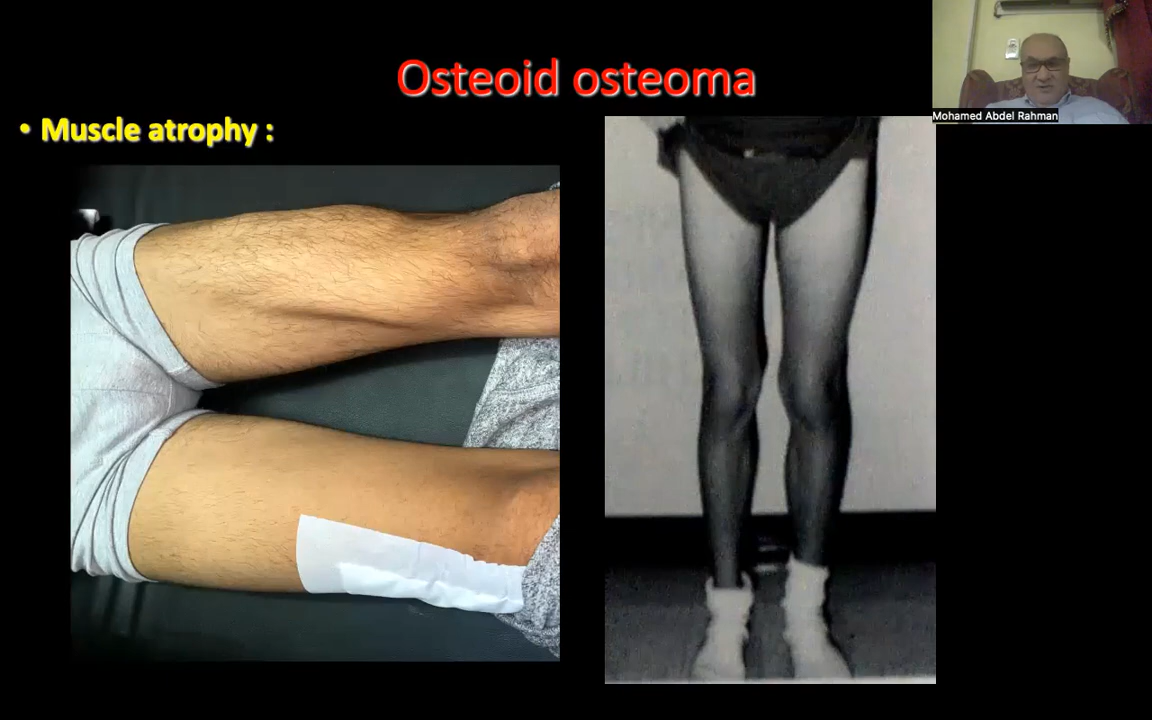 Osteoid osteoma
• Muscle atrophy :
Mohamed Abdel Rahman